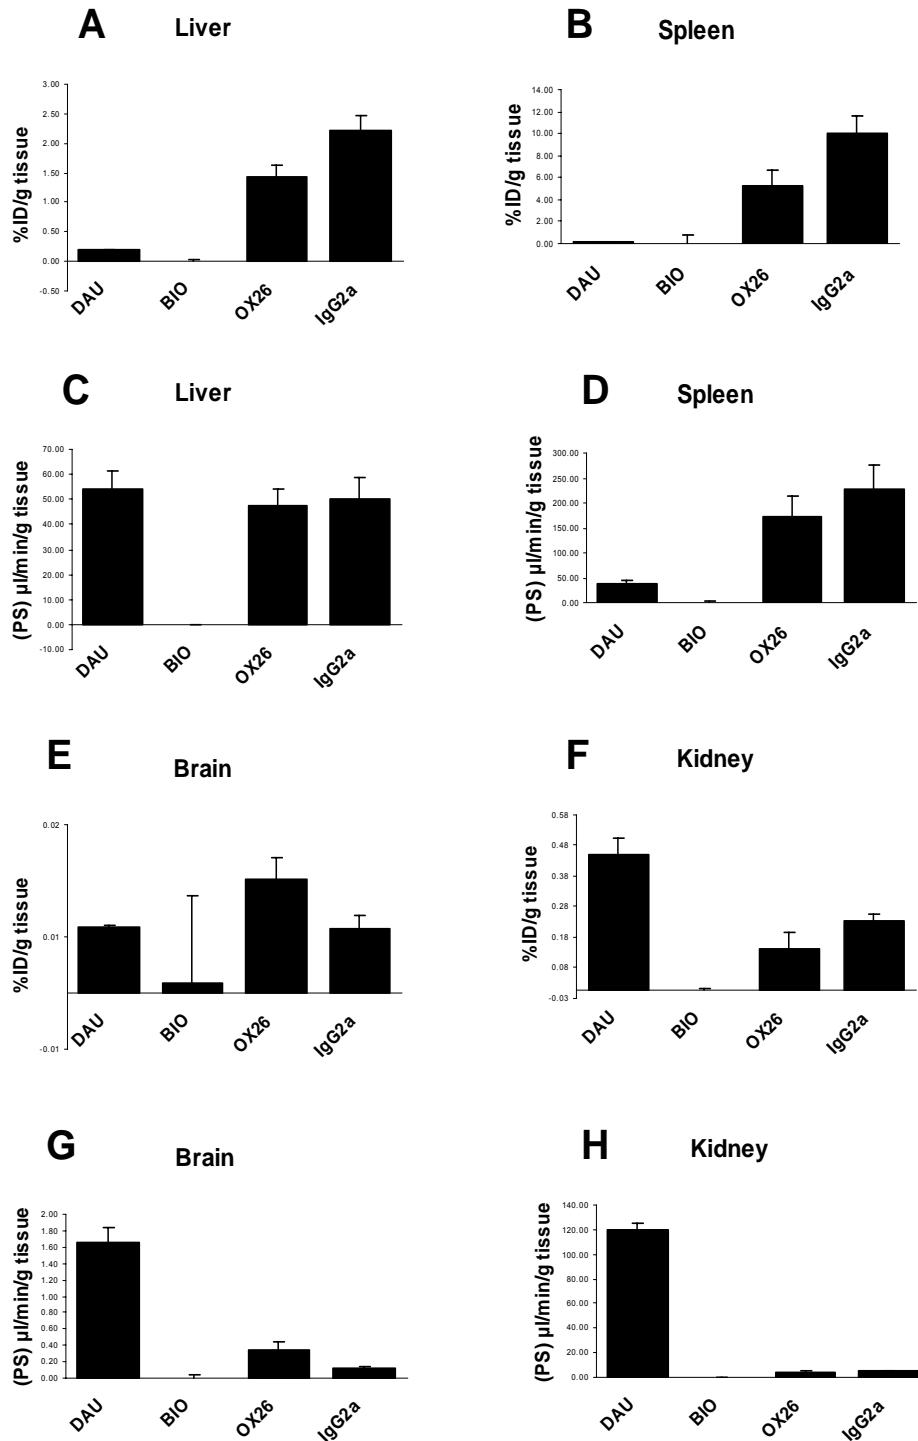 A Liver
B Spleen
%ID/g tissue
3.00
2.50
2.00
1.50
1.00
0.50
0.00
-0.50
DAU BIO OX26 IgG2a
%ID/g tissue
14.00
12.00
10.00
8.00
6.00
4.00
2.00
0.00
DAU BIO OX26 IgG2a
C Liver
D Spleen
(PS) µl/min/g tissue
70.00
60.00
50.00
40.00
30.00
20.00
10.00
0.00
-10.00
DAU BIO OX26 IgG2a
(PS) µl/min/g tissue
300.00
250.00
200.00
150.00
100.00
50.00
0.00
DAU BIO OX26 IgG2a
E Brain
F Kidney
%ID/g tissue
0.02
0.01
-0.01
DAU BIO OX26 IgG2a
%ID/g tissue
0.58
0.48
0.38
0.28
0.18
0.08
-0.03
DAU BIO OX26 IgG2a
G Brain
H Kidney
(PS) µl/min/g tissue
2.00
1.80
1.60
1.40
1.20
1.00
0.80
0.60
0.40
0.20
0.00
DAU BIO OX26 IgG2a
(PS) µl/min/g tissue
140.00
120.00
100.00
80.00
60.00
40.00
20.00
0.00
DAU BIO OX26 IgG2a